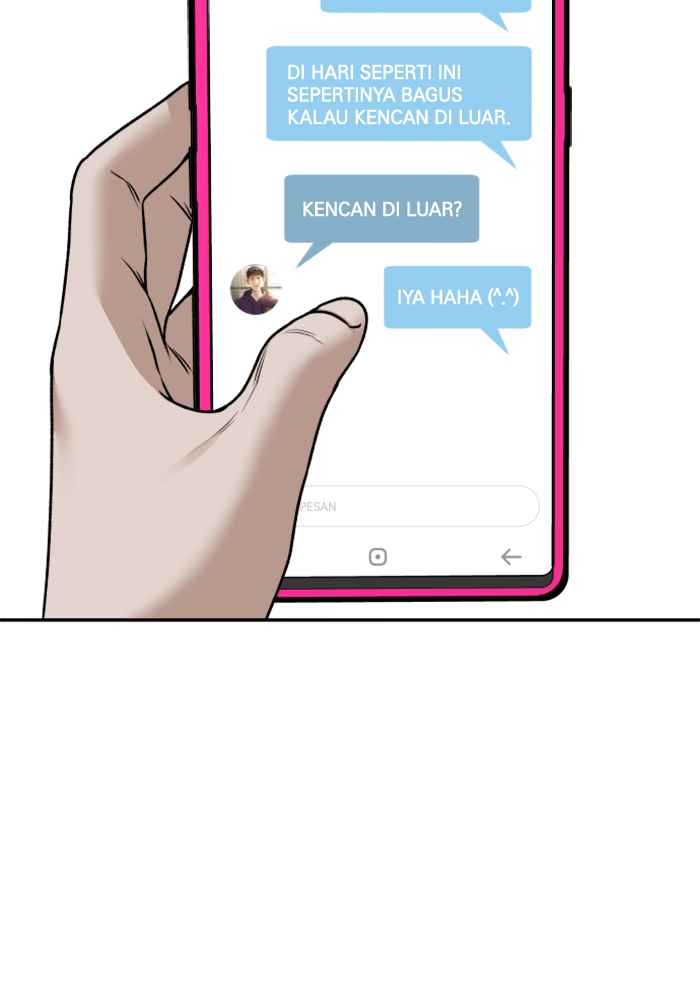 DI HARI SEPERTI INI
SEPERTINYA BAGUS
KALAU KENCAN DI LUAR.
KENCAN DI LUAR?
IYA HAHA (^.^)
PESAN